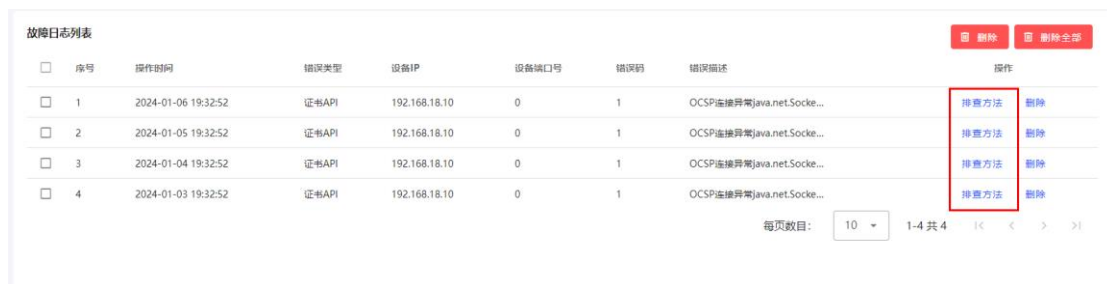 故障日志列表
删除 删除全部
序号 操作时间 错误类型 设备IP 设备端口号 错误码 错误描述 操作
1 2024-01-06 19:32:52 证书API 192.168.18.10 0 1 OCSP连接异常java.net.Socke... 排查方法 删除
2 2024-01-05 19:32:52 证书API 192.168.18.10 0 1 OCSP连接异常java.net.Socke... 排查方法 删除
3 2024-01-04 19:32:52 证书API 192.168.18.10 0 1 OCSP连接异常java.net.Socke... 排查方法 删除
4 2024-01-03 19:32:52 证书API 192.168.18.10 0 1 OCSP连接异常java.net.Socke... 排查方法 删除
每页数目: 10 1-4 共 4